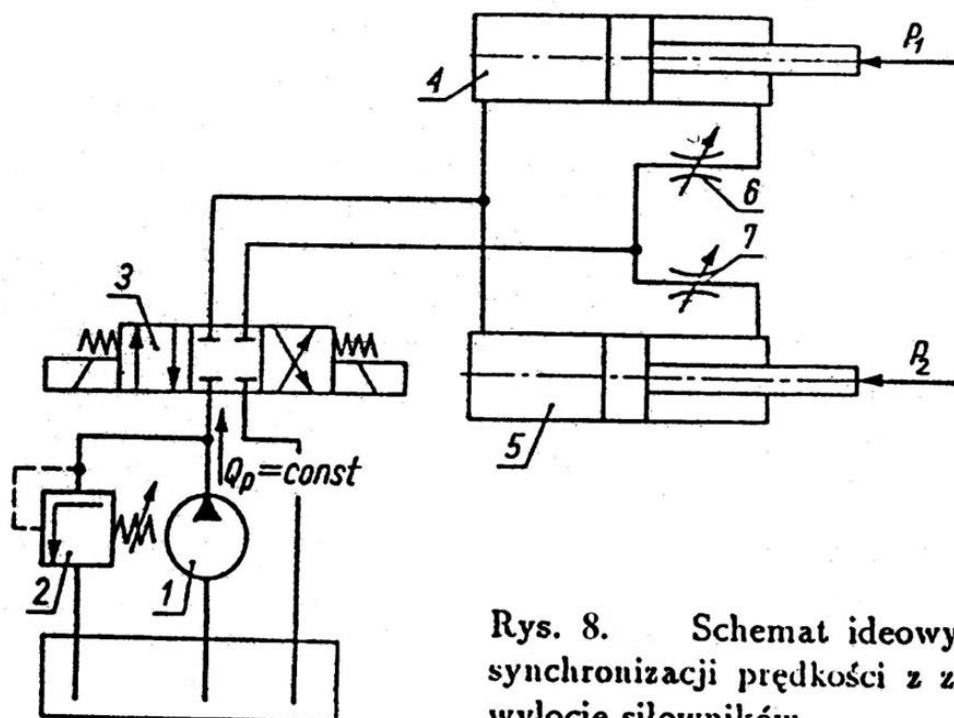 P₁
4
6
7
3
P₂
5
Qₚ=const
2
1
Rys. 8. Schemat ideowy
synchronizacji prędkości z z
wylocie siłowników